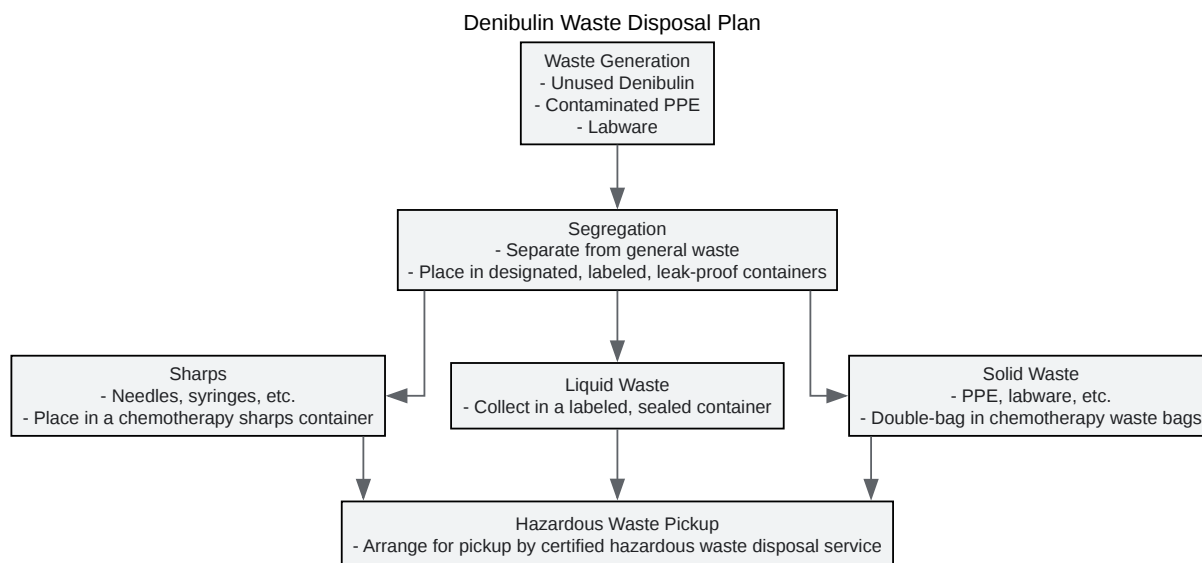 Denibulin Waste Disposal Plan
Waste Generation
- Unused Denibulin
- Contaminated PPE
- Labware
Segregation
- Separate from general waste
- Place in designated, labeled, leak-proof containers
Sharps
- Needles, syringes, etc.
- Place in a chemotherapy sharps container
Liquid Waste
- Collect in a labeled, sealed container
Solid Waste
- PPE, labware, etc.
- Double-bag in chemotherapy waste bags
Hazardous Waste Pickup
- Arrange for pickup by certified hazardous waste disposal service